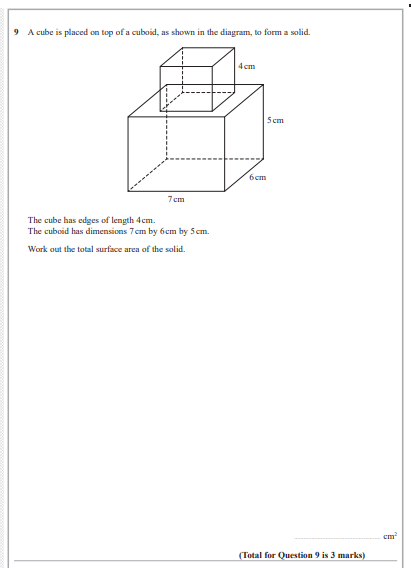 9 A cube is placed on top of a cuboid, as shown in the diagram, to form a solid.
4 cm
5 cm
6 cm
7 cm
The cube has edges of length 4 cm.
The cuboid has dimensions 7 cm by 6 cm by 5 cm.
Work out the total surface area of the solid.
cm²
(Total for Question 9 is 3 marks)